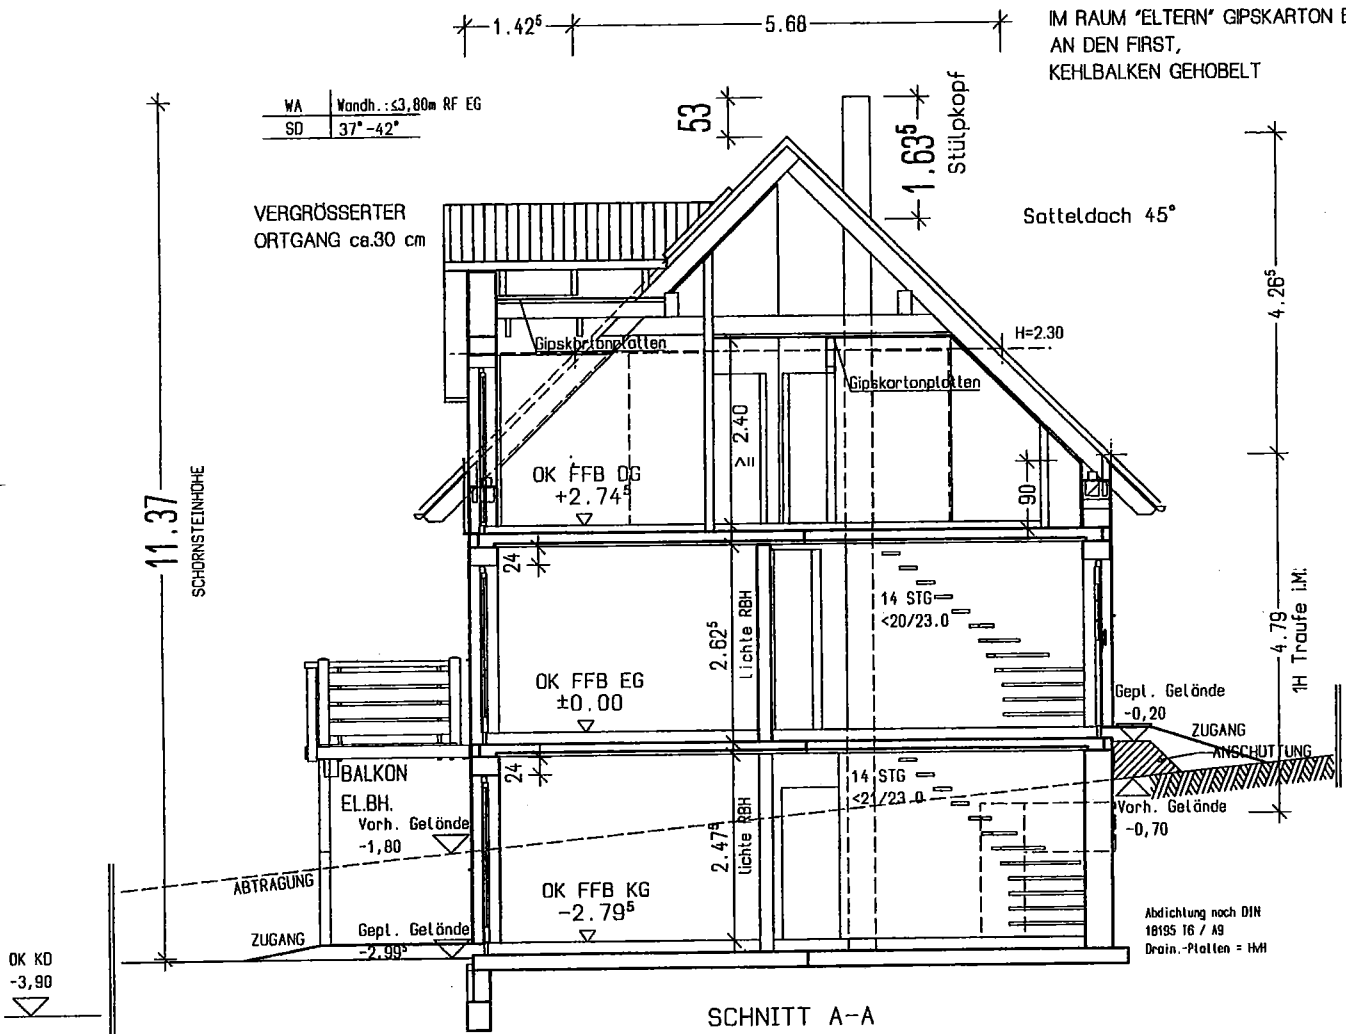 1.42⁵
5.68
IM RAUM "ELTERN" GIPSKARTON
AN DEN FIRST,
KEHLBALKEN GEHOBELT
WA Wandh.:≤3,80m RF EG
SD 37°-42°
53
1.63⁵
Stülpkopf
VERGRÖSSERTER
ORTGANG ca.30 cm
Satteldach 45°
4.26⁵
H=2.30
Gipskartonplatten
Gipskartonplatten
≥ 2.40
OK FFB DG
+2.74⁵
90
11.37
SCHORNSTEINHÖHE
24
2.62⁵
Lichte RBH
14 STG
<20/23.0
4.79
1H Traufe i.M.
OK FFB EG
±0.00
Gepl. Gelände
-0,20
ZUGANG
ANSCHÜTTUNG
BALKON
EL.BH.
24
14 STG
<21/23.0
Vorh. Gelände
-1,80
2.47⁵
lichte RBH
Vorh. Gelände
-0,70
ABTRAGUNG
OK FFB KG
-2.79⁵
ZUGANG
Gepl. Gelände
-2.99⁵
Abdichtung nach DIN
18195 T6 / A9
Drain.-Platten = HMH
OK KD
-3,90
SCHNITT A-A